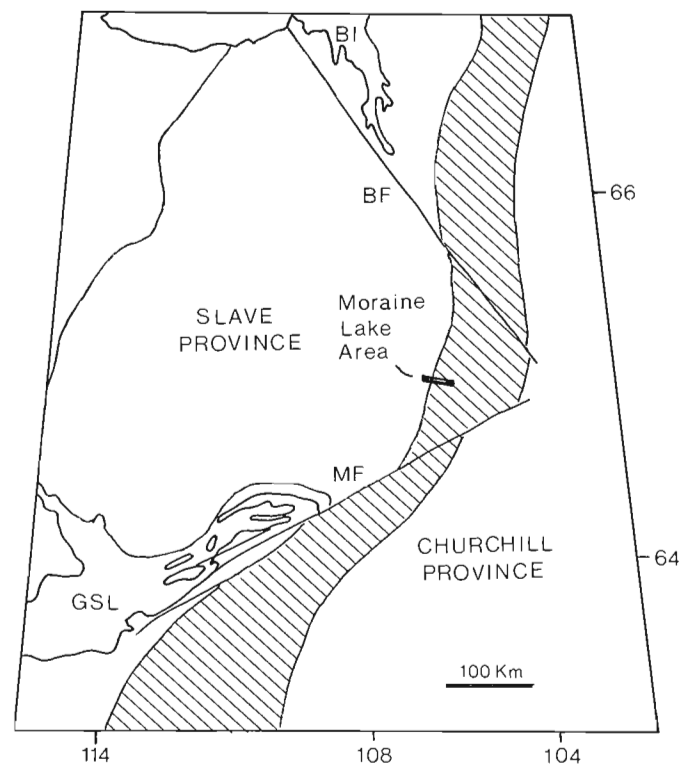 BI
66
BF
Moraine
Lake
Area
SLAVE
PROVINCE
MF
CHURCHILL
PROVINCE
64
GSL
100 Km
114
108
104